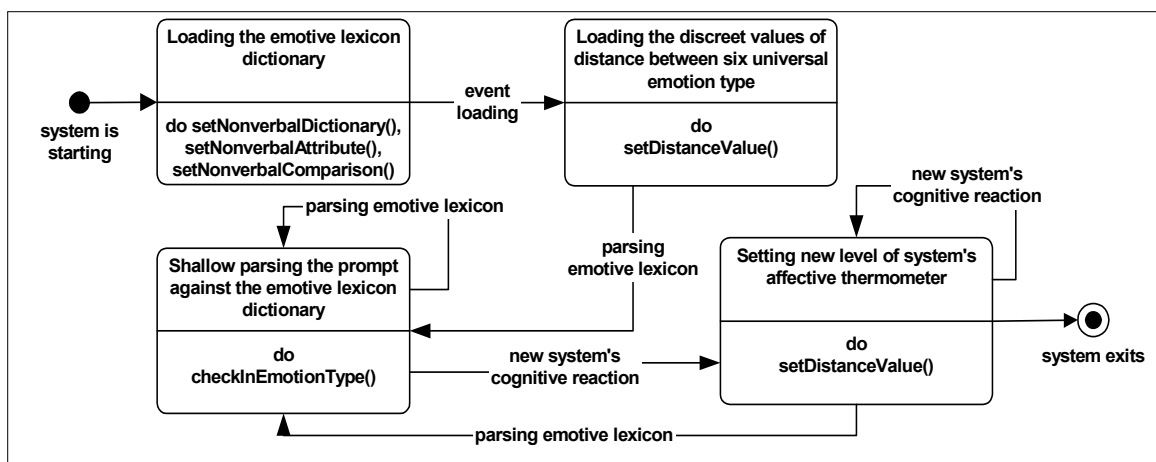 Loading the emotive lexicon
dictionary
do setNonverbalDictionary(),
setNonverbalAttribute(),
setNonverbalComparison()
system is
starting
event
loading
Loading the discreet values of
distance between six universal
emotion type
do
setDistanceValue()
parsing emotive lexicon
parsing
emotive lexicon
new system's
cognitive reaction
Shallow parsing the prompt
against the emotive lexicon
dictionary
do
checkInEmotionType()
new system's
cognitive reaction
Setting new level of system's
affective thermometer
do
setDistanceValue()
system exits
parsing emotive lexicon